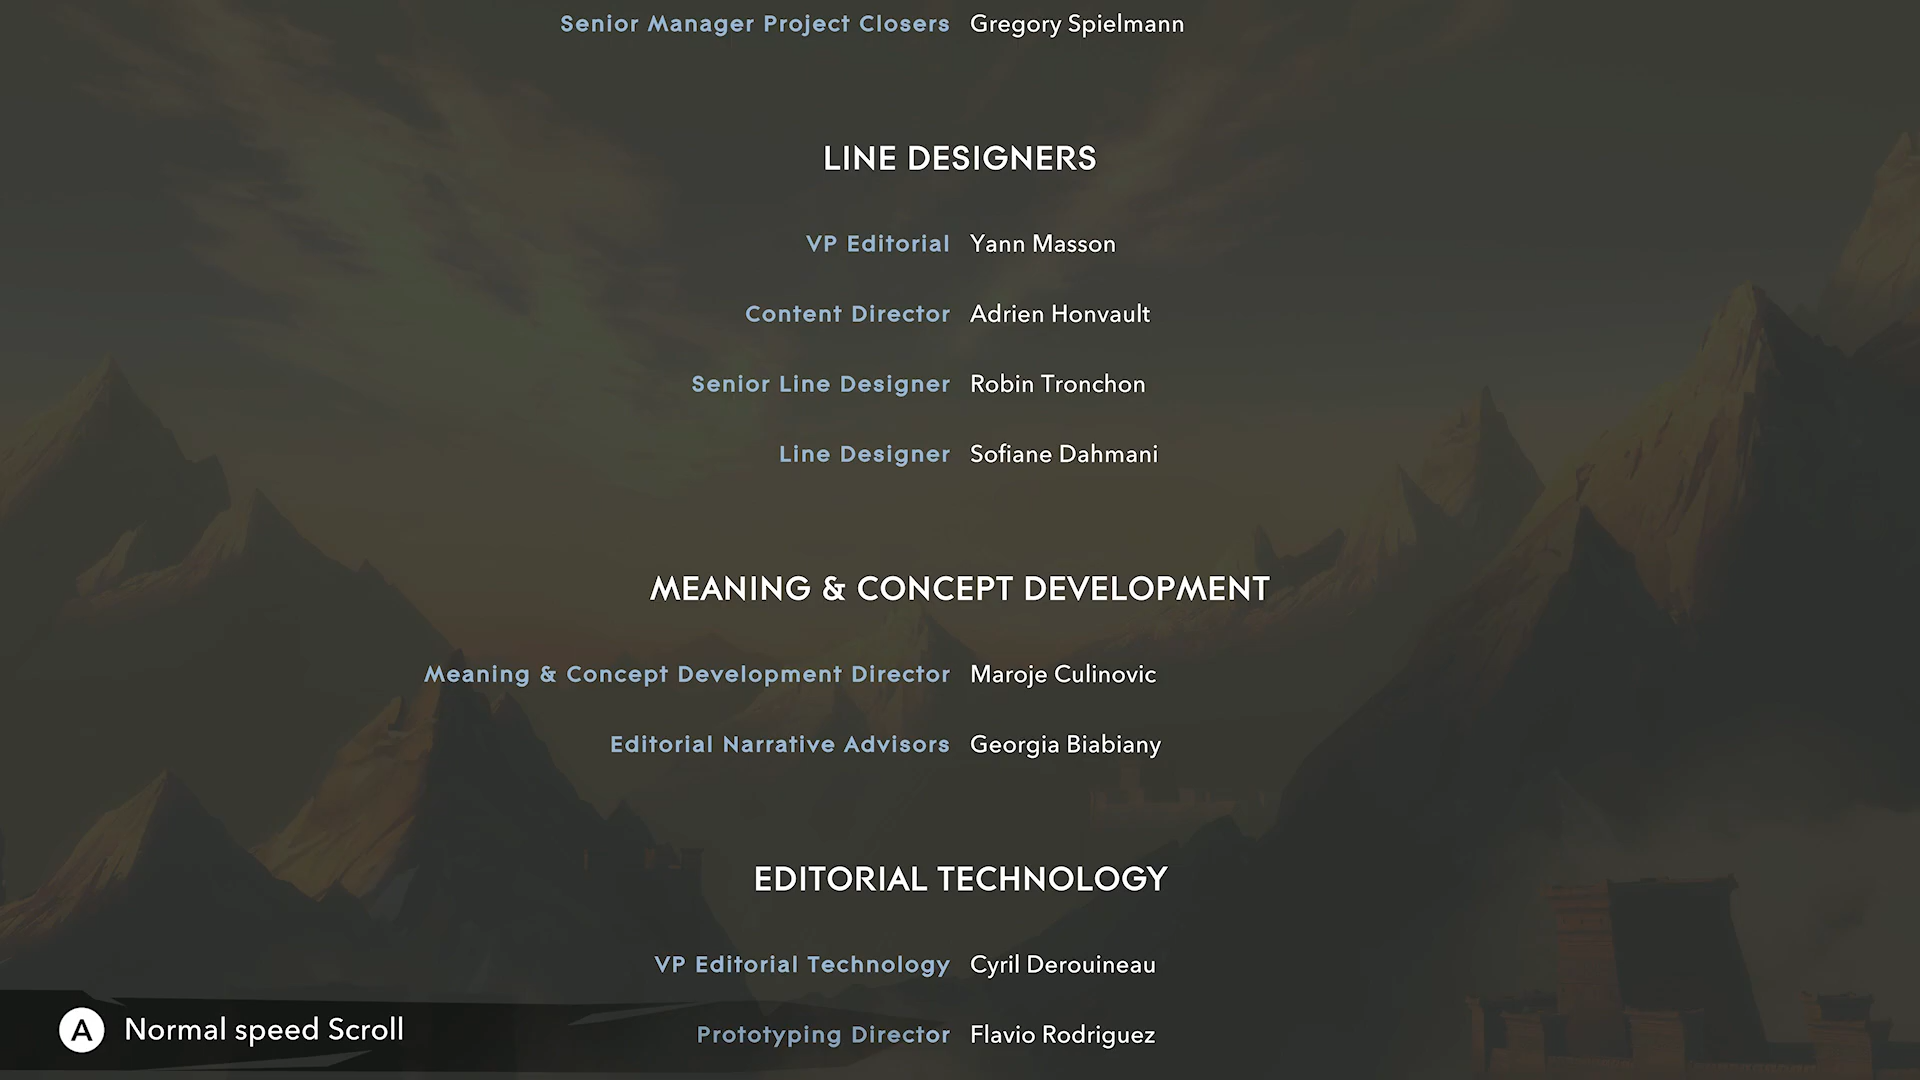 Senior Manager Project Closers Gregory Spielmann
LINE DESIGNERS
VP Editorial Yann Masson
Content Director Adrien Honvault
Senior Line Designer Robin Tronchon
Line Designer Sofiane Dahmani
MEANING & CONCEPT DEVELOPMENT
Meaning & Concept Development Director Maroje Culinovic
Editorial Narrative Advisors Georgia Biabiany
EDITORIAL TECHNOLOGY
VP Editorial Technology Cyril Derouineau
Prototyping Director Flavio Rodriguez
A Normal speed Scroll